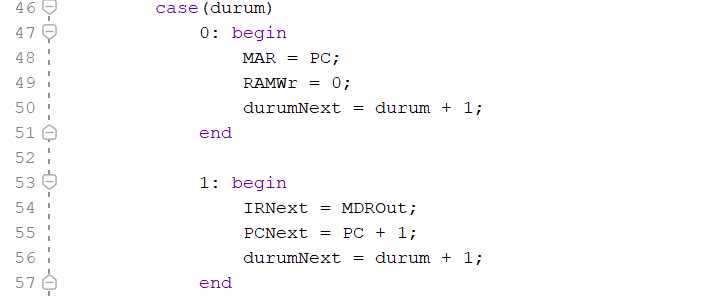 46 case(durum)
47 0: begin
48 MAR = PC;
49 RAMWr = 0;
50 durumNext = durum + 1;
51 end
52
53 1: begin
54 IRNext = MDROut;
55 PCNext = PC + 1;
56 durumNext = durum + 1;
57 end